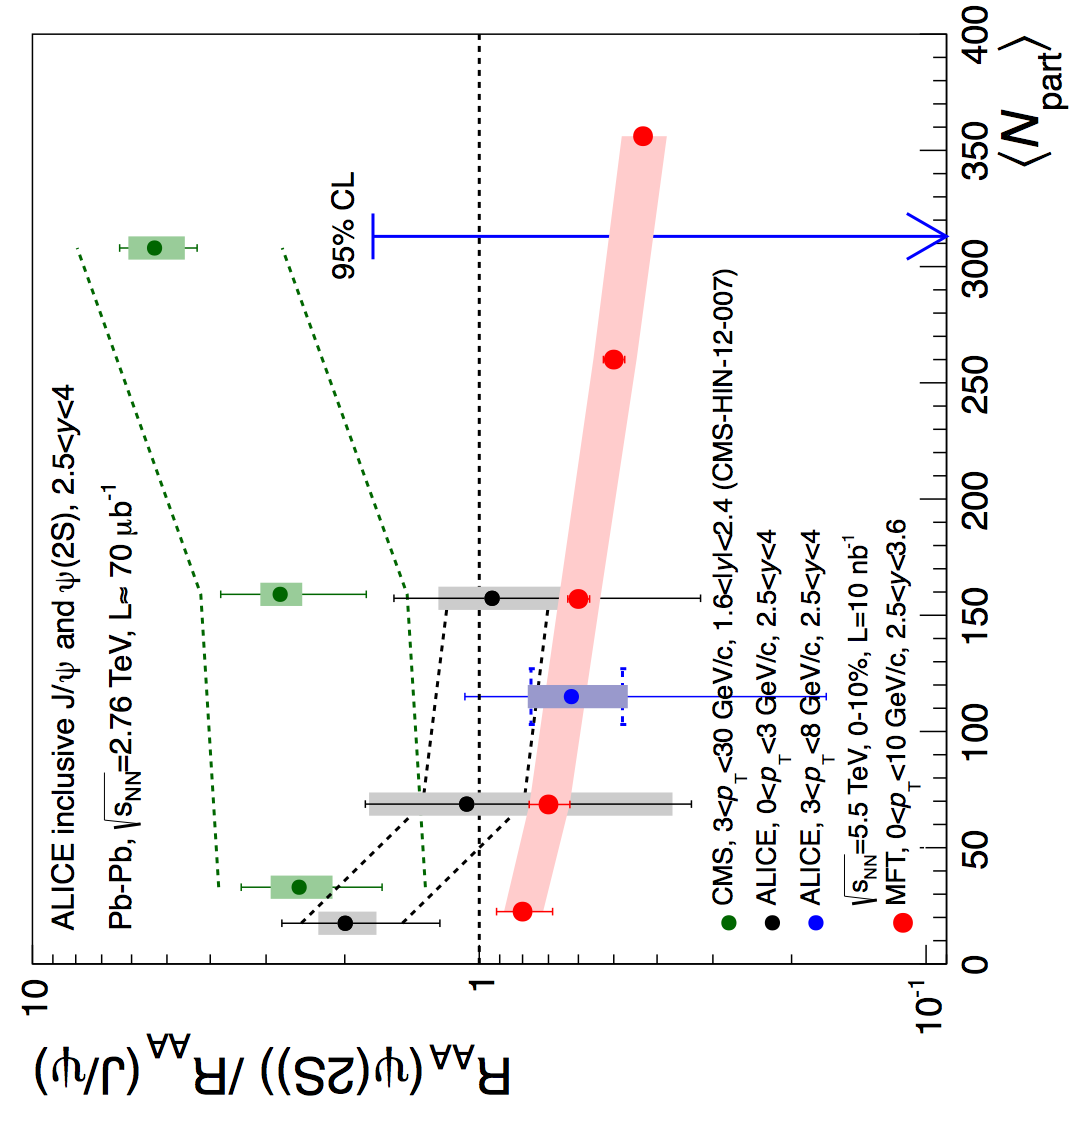 ALICE inclusive J/ψ and ψ(2S), 2.5<y<4
Pb-Pb, √sNN=2.76 TeV, L≈ 70 μb-1
95% CL
CMS, 3<pT<30 GeV/c, 1.6<|y|<2.4 (CMS-HIN-12-007)
ALICE, 0<pT<3 GeV/c, 2.5<y<4
ALICE, 3<pT<8 GeV/c, 2.5<y<4
√sNN=5.5 TeV, 0-10%, L=10 nb-1
MFT, 0<pT<10 GeV/c, 2.5<y<3.6
RAA(ψ(2S)) / RAA(J/ψ)
10
1
10-1
0 50 100 150 200 250 300 350 400
⟨Npart⟩